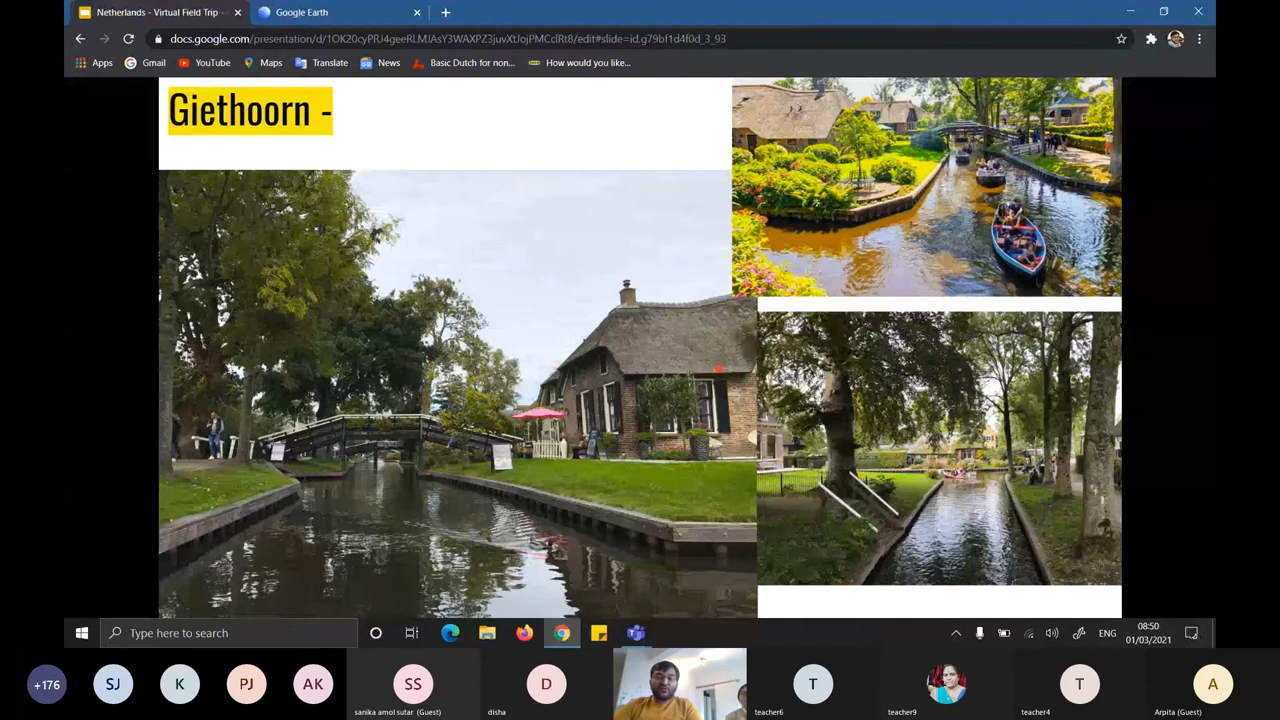 Netherlands - Virtual Field Trip -
Google Earth
docs.google.com/presentation/d/1OK20cyPRJ4geeRLMJAsY3WAXPZ3juvXtJojPMCclRt8/edit#slide=id.g79bf1d4f0d_3_93
Apps
Gmail
YouTube
Maps
Translate
News
Basic Dutch for non...
How would you like...
Giethoorn -
Type here to search
ENG
08:50
01/03/2021
+176
SJ
K
PJ
AK
SS
D
T
T
A
sanika amol sutar (Guest)
disha
teacher6
teacher9
teacher4
Arpita (Guest)